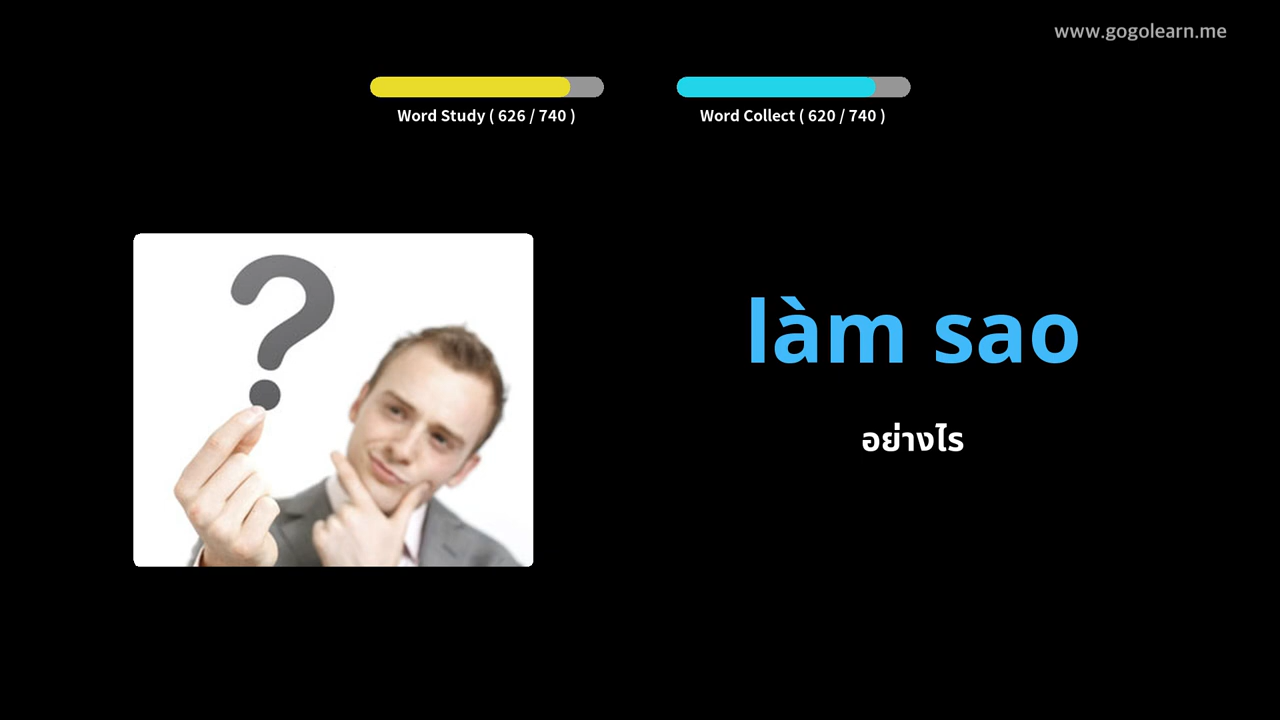 www.gogolearn.me
Word Study ( 626 / 740 )
Word Collect ( 620 / 740 )
?
làm sao
อย่างไร